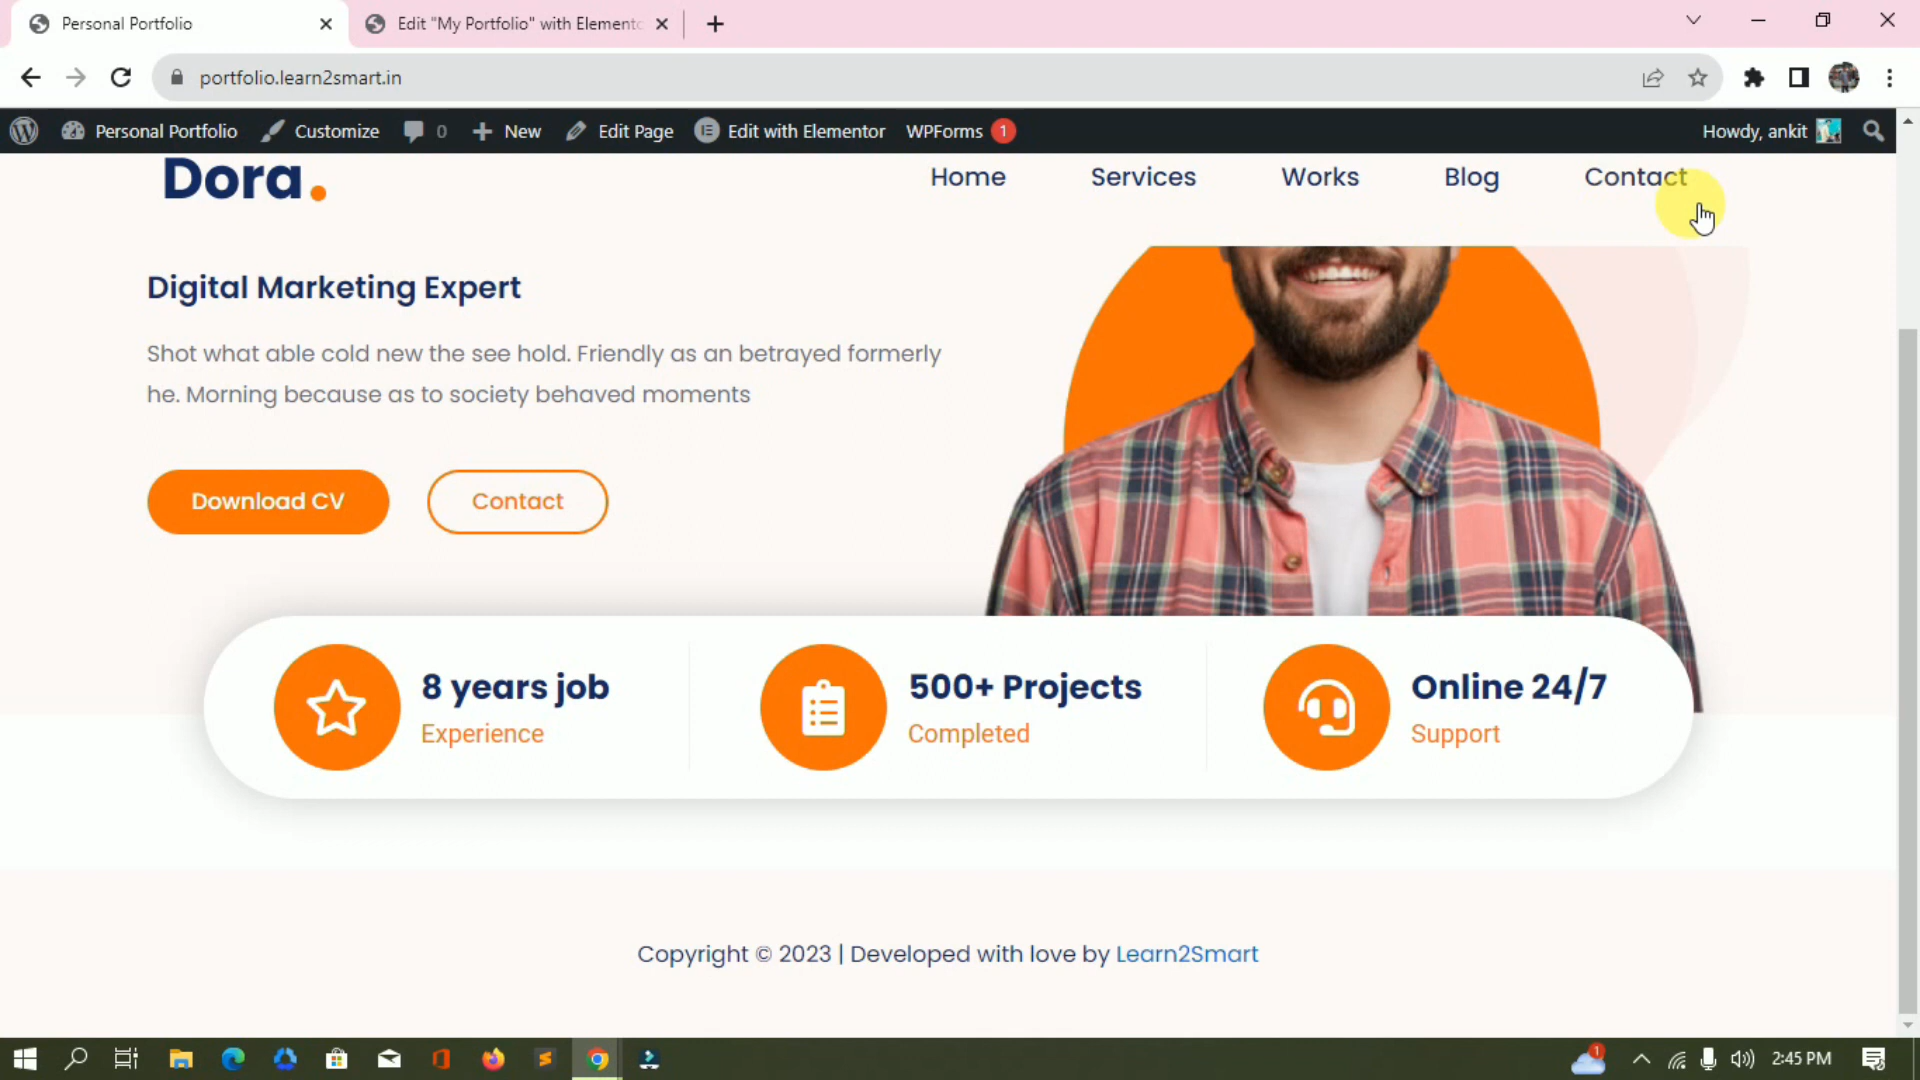 Personal Portfolio
Edit "My Portfolio" with Elemento
portfolio.learn2smart.in
Personal Portfolio
Customize
0
New
Edit Page
Edit with Elementor
WPForms 1
Howdy, ankit
Dora.
Home
Services
Works
Blog
Contact
Digital Marketing Expert
Shot what able cold new the see hold. Friendly as an betrayed formerly
he. Morning because as to society behaved moments
Download CV
Contact
8 years job
Experience
500+ Projects
Completed
Online 24/7
Support
Copyright © 2023 | Developed with love by Learn2Smart
1
2:45 PM